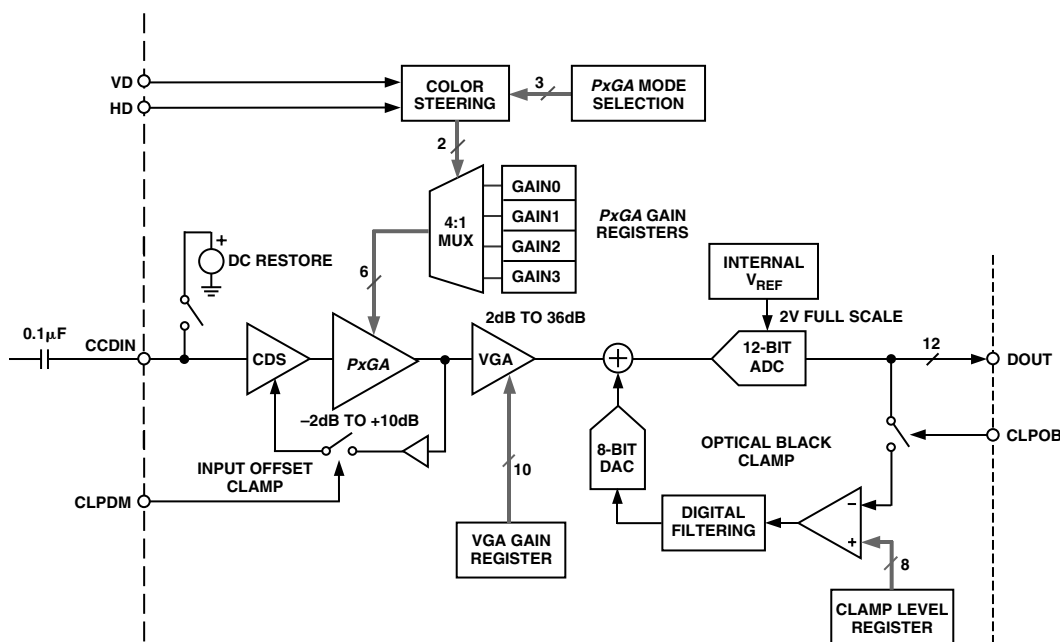 VD
HD
COLOR
STEERING
3
PxGA MODE
SELECTION
2
4:1
MUX
GAIN0
GAIN1
GAIN2
GAIN3
PxGA GAIN
REGISTERS
+
DC RESTORE
6
INTERNAL
VREF
2V FULL SCALE
0.1μF
CCDIN
CDS
PxGA
–2dB TO +10dB
2dB TO 36dB
VGA
+
12-BIT
ADC
12
DOUT
CLPOB
INPUT OFFSET
CLAMP
CLPDM
10
VGA GAIN
REGISTER
8-BIT
DAC
OPTICAL BLACK
CLAMP
DIGITAL
FILTERING
–
+
8
CLAMP LEVEL
REGISTER